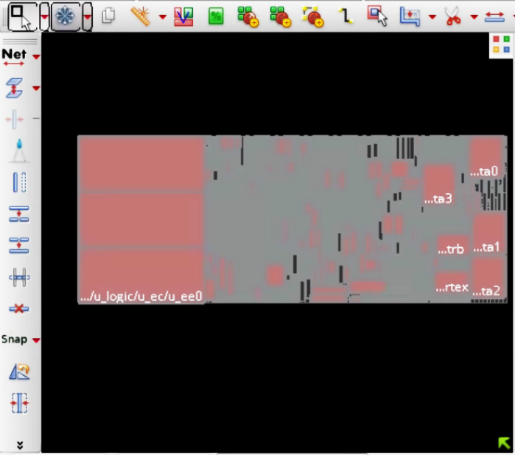 Net
Snap
...ta0
...ta3
...trb
...ta1
...rtex
...ta2
.../u_logic/u_ec/u_ee0